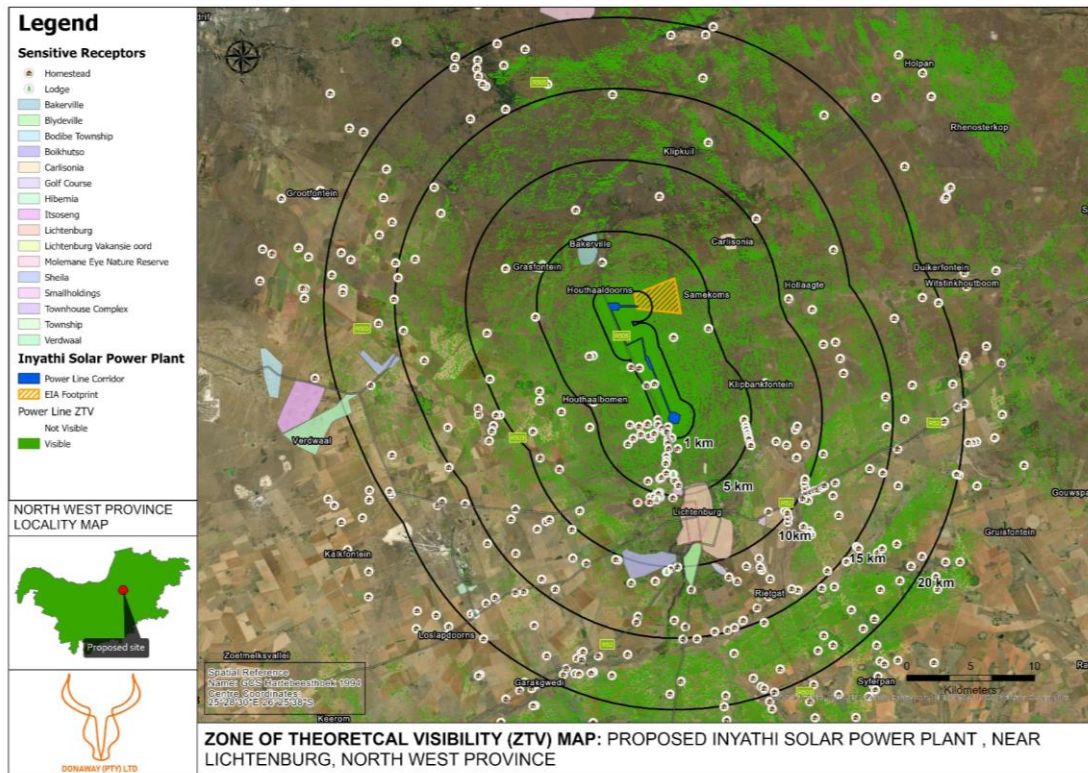 Legend
Sensitive Receptors
Homestead
Lodge
Bakerville
Blydeville
Bodibe Township
Boikhutso
Carlisonia
Golf Course
Hibernia
Itsoseng
Lichtenburg
Lichtenburg Vakansie oord
Molemane Eye Nature Reserve
Sheila
Smallholdings
Townhouse Complex
Township
Verdwaal
Inyathi Solar Power Plant
Power Line Corridor
EIA Footprint
Power Line ZTV
Not Visible
Visible
NORTH WEST PROVINCE
LOCALITY MAP
Proposed site
DONAWAY (PTY) LTD
Holpan
Rhenosterkop
Klipkuil
Grootfontein
Bakerville
Carlisonia
Grasfontein
Duikerfontein
Witstinkhoutboom
Houthaaldoorns
Samekoms
Hollaagte
Klipbankfontein
Houthaalbomen
Verdwaal
1 km
5 km
Lichtenburg
Gouwspa
10km
Gruisfontein
Kalkfontein
15 km
20 km
Rietgat
Loslapdoorns
Zoetmelksvallei
Garakgwedi
Syferpan
Keerom
Spatial Reference
Name: GCS Hartebeesthoek 1994
Centre Coordinates:
0 5 10
Kilometers
ZONE OF THEORETCAL VISIBILITY (ZTV) MAP: PROPOSED INYATHI SOLAR POWER PLANT , NEAR
LICHTENBURG, NORTH WEST PROVINCE